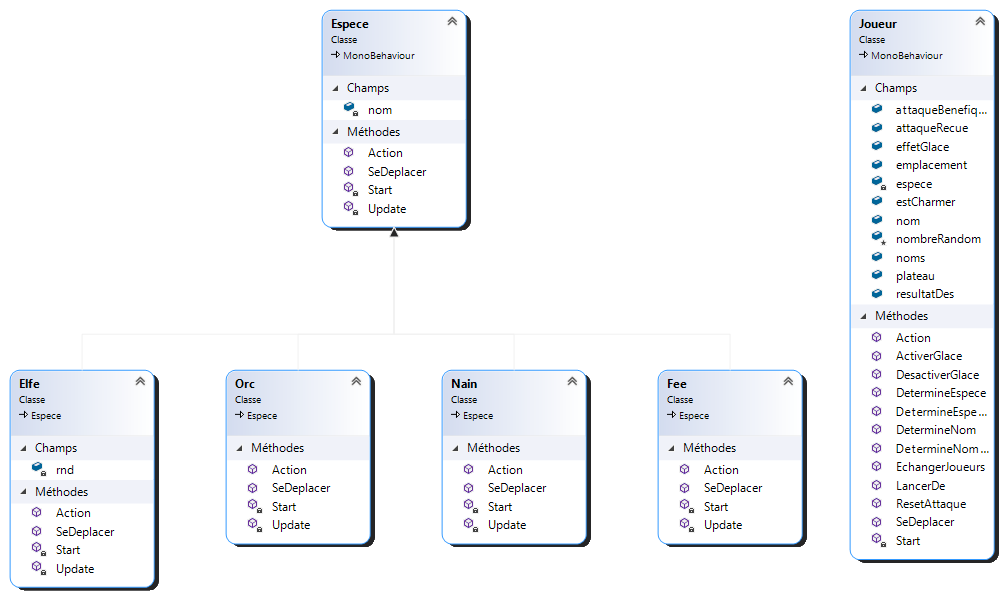 Espece
Classe
MonoBehaviour
Champs
nom
Méthodes
Action
SeDeplacer
Start
Update
Joueur
Classe
MonoBehaviour
Champs
attaqueBenefiq...
attaqueRecue
effetGlace
emplacement
espece
estCharmer
nom
nombreRandom
noms
plateau
resultatDes
Méthodes
Action
ActiverGlace
DesactiverGlace
DetermineEspece
DetermineEspe...
DetermineNom
DetermineNom...
EchangerJoueurs
LancerDe
ResetAttaque
SeDeplacer
Start
Elfe
Classe
Espece
Champs
rnd
Méthodes
Action
SeDeplacer
Start
Update
Orc
Classe
Espece
Méthodes
Action
SeDeplacer
Start
Update
Nain
Classe
Espece
Méthodes
Action
SeDeplacer
Start
Update
Fee
Classe
Espece
Méthodes
Action
SeDeplacer
Start
Update